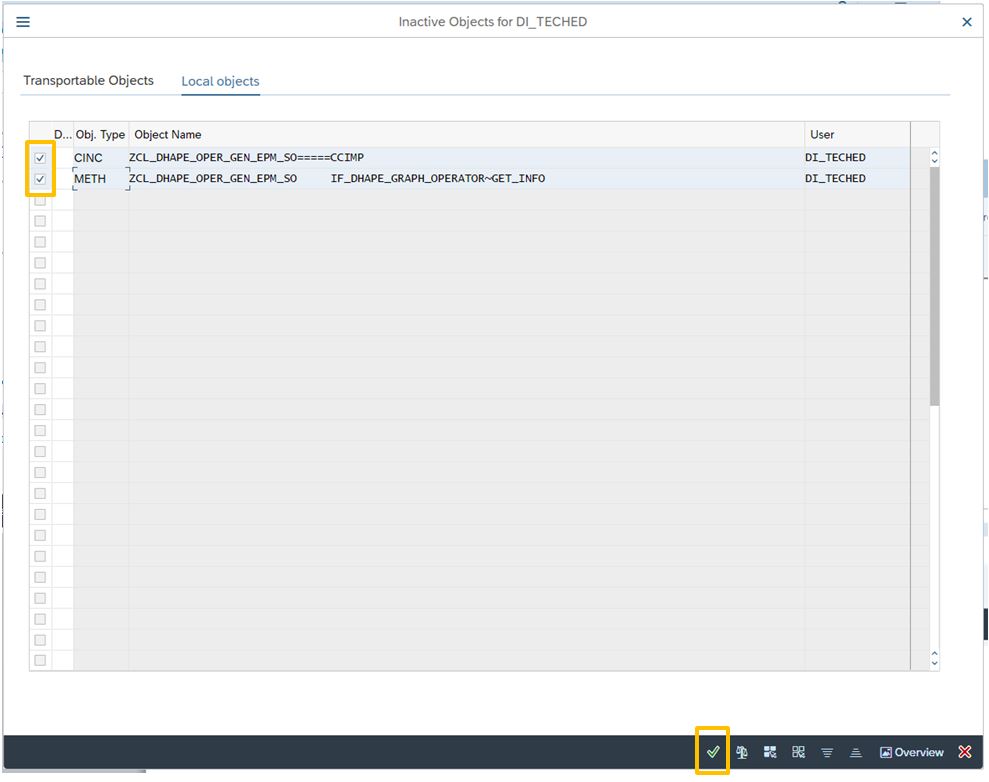 Inactive Objects for DI_TECHED
Transportable Objects Local objects
D... Obj. Type Object Name User
CINC ZCL_DHAPE_OPER_GEN_EPM_SO=====CCIMP DI_TECHED
METH ZCL_DHAPE_OPER_GEN_EPM_SO IF_DHAPE_GRAPH_OPERATOR~GET_INFO DI_TECHED
Overview